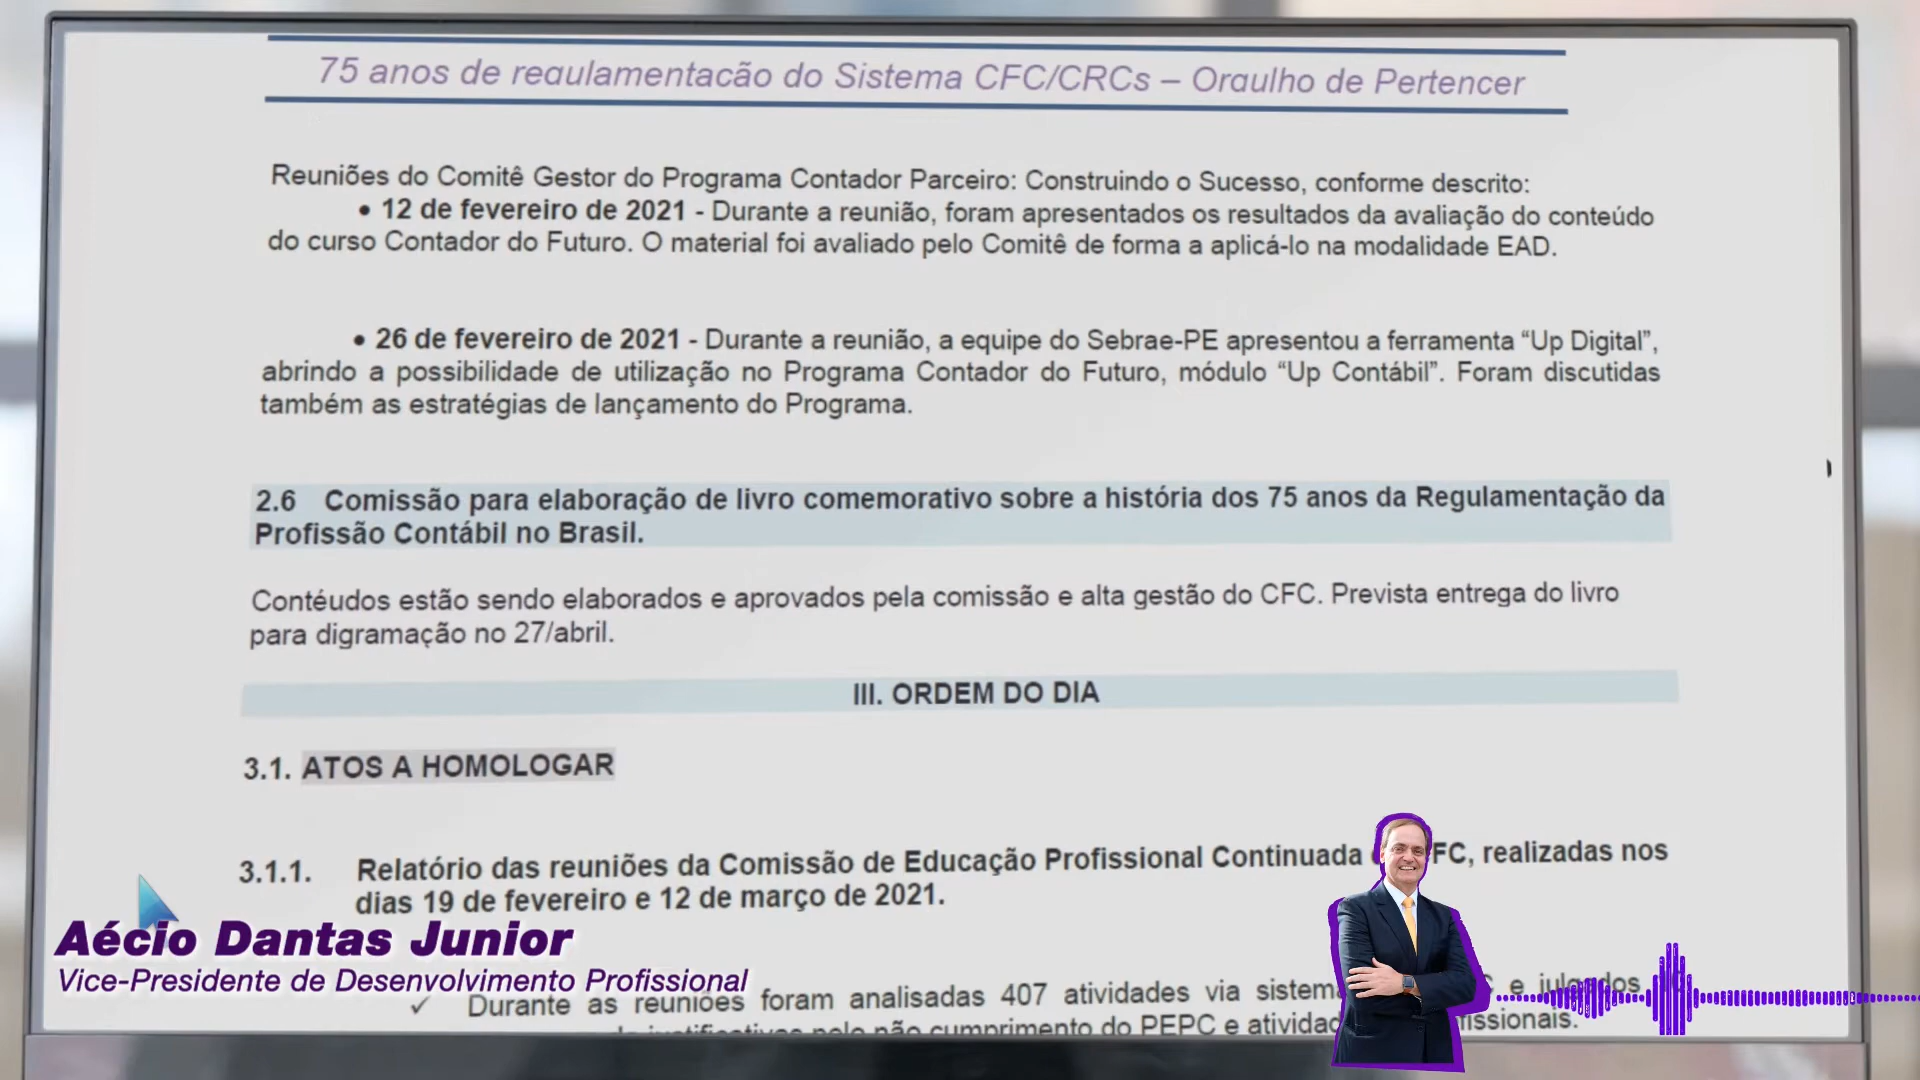 75 anos de regulamentação do Sistema CFC/CRCs – Orgulho de Pertencer
Reuniões do Comitê Gestor do Programa Contador Parceiro: Construindo o Sucesso, conforme descrito:
• 12 de fevereiro de 2021 - Durante a reunião, foram apresentados os resultados da avaliação do conteúdo
do curso Contador do Futuro. O material foi avaliado pelo Comitê de forma a aplicá-lo na modalidade EAD.
• 26 de fevereiro de 2021 - Durante a reunião, a equipe do Sebrae-PE apresentou a ferramenta “Up Digital”,
abrindo a possibilidade de utilização no Programa Contador do Futuro, módulo “Up Contábil”. Foram discutidas
também as estratégias de lançamento do Programa.
2.6 Comissão para elaboração de livro comemorativo sobre a história dos 75 anos da Regulamentação da
Profissão Contábil no Brasil.
Contéudos estão sendo elaborados e aprovados pela comissão e alta gestão do CFC. Prevista entrega do livro
para digramação no 27/abril.
III. ORDEM DO DIA
3.1. ATOS A HOMOLOGAR
3.1.1. Relatório das reuniões da Comissão de Educação Profissional Continuada FC, realizadas nos
dias 19 de fevereiro e 12 de março de 2021.
Aécio Dantas Junior
Vice-Presidente de Desenvolvimento Profissional
✓ Durante as reuniões foram analisadas 407 atividades via sistema e julgados
justificativas pelo não cumprimento do PEPC e